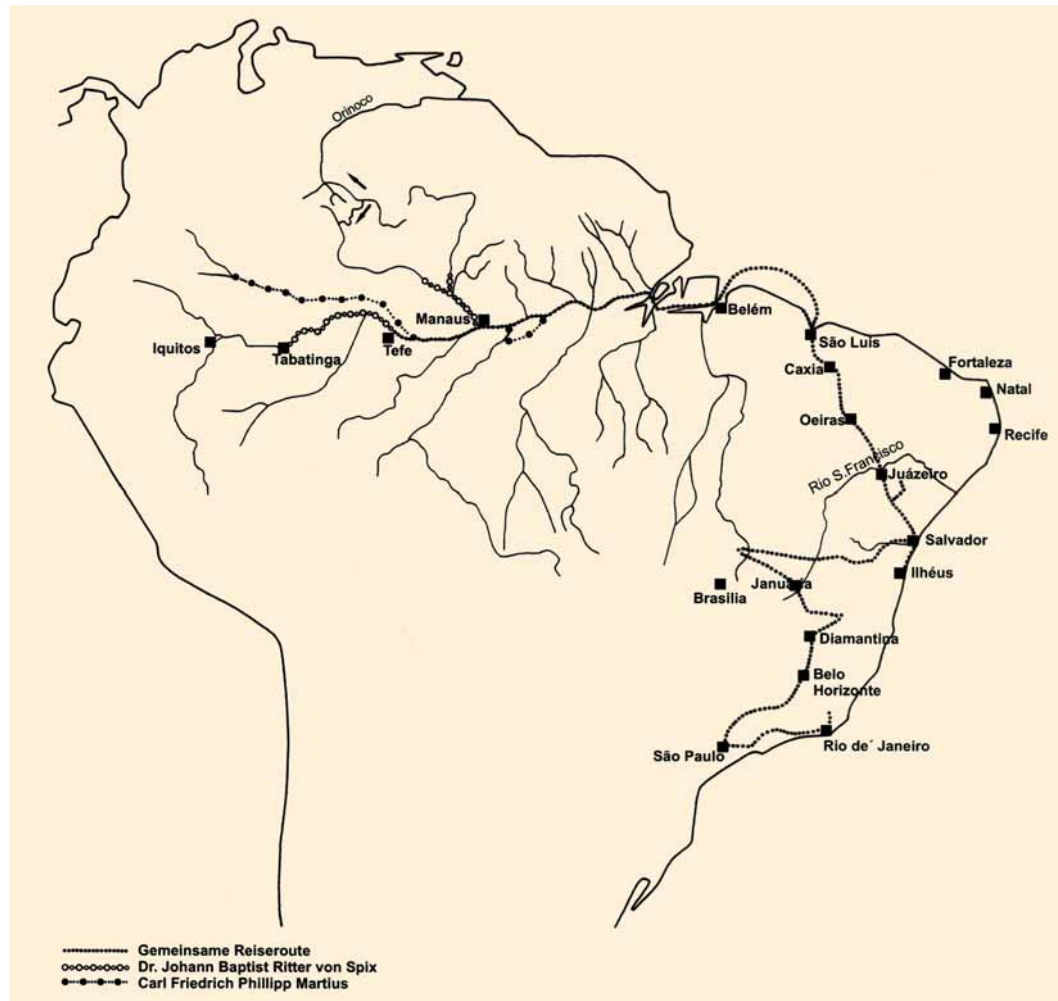 Orinoco
Manaus
Belém
Iquitos
Tabatinga
Tefe
São Luis
Caxia
Fortaleza
Natal
Oeiras
Recife
Rio S.Francisco
Juázeiro
Salvador
Ilhéus
Januaria
Brasilia
Diamantina
Belo
Horizonte
São Paulo
Rio de´ Janeiro
Gemeinsame Reiseroute
Dr. Johann Baptist Ritter von Spix
Carl Friedrich Phillipp Martius